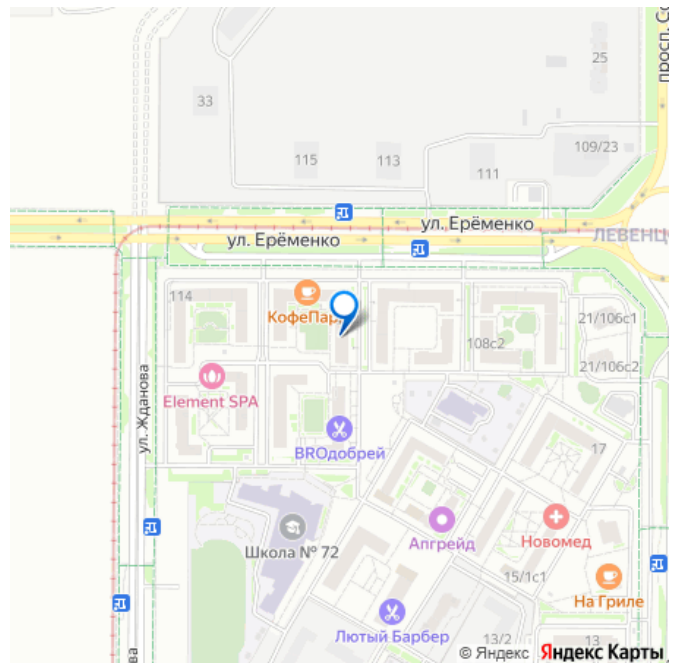 просп. Со
25
33
109/23
115
113
111
ул. Ерёменко
ЛЕВЕНЦ
ул. Ерёменко
114
КофеПар
21/106с1
108с2
21/106с2
ул. Жданова
Element SPA
BROдобрей
17
Школа № 72
Апгрейд
Новомед
15/1с1
На Гриле
Лютый Барбер
13/2
13
ва
© Яндекс Яндекс Карты